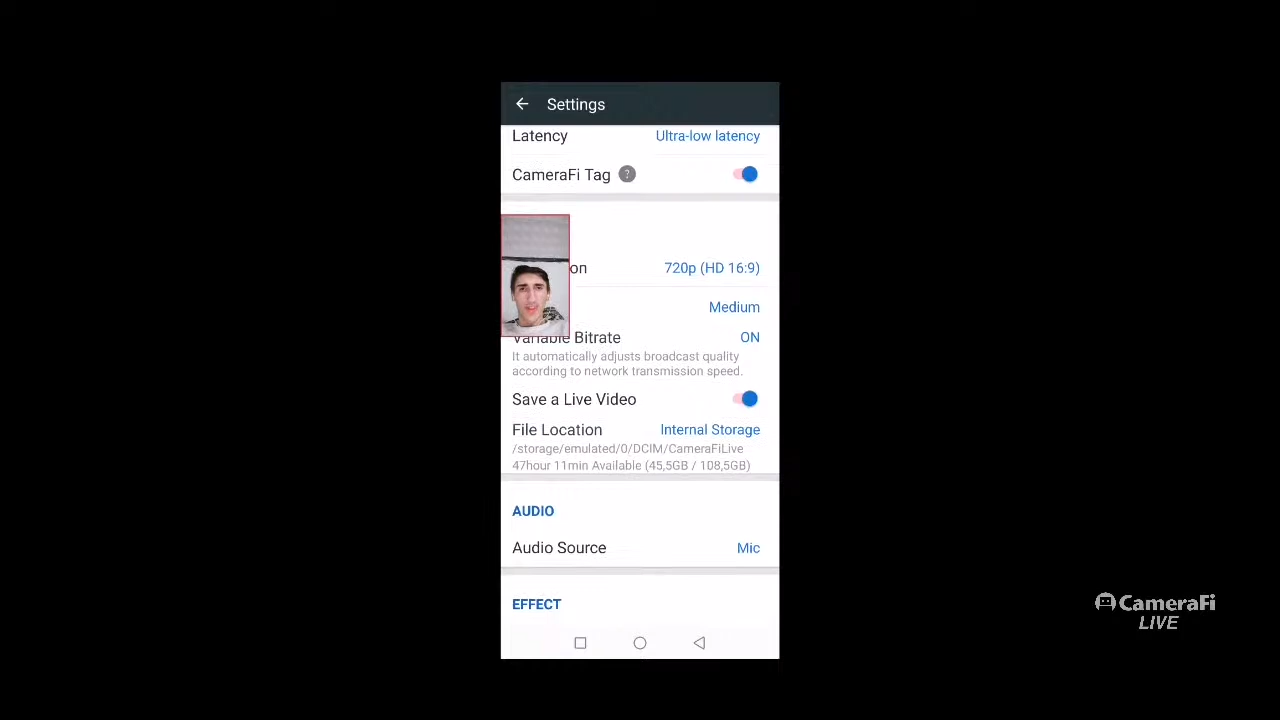 Settings
Latency Ultra-low latency
CameraFi Tag ?
on 720p (HD 16:9)
Medium
Variable Bitrate ON
It automatically adjusts broadcast quality
according to network transmission speed.
Save a Live Video
File Location Internal Storage
/storage/emulated/0/DCIM/CameraFiLive
47hour 11min Available (45,5GB / 108,5GB)
AUDIO
Audio Source Mic
EFFECT
CameraFi
LIVE